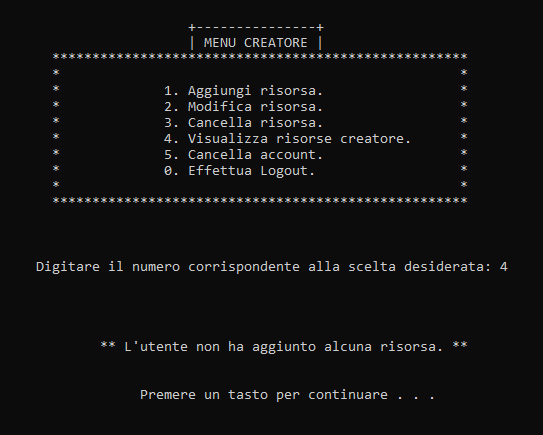 +---------------+
| MENU CREATORE |
****************************************************
*                                                  *
*             1. Aggiungi risorsa.                 *
*             2. Modifica risorsa.                 *
*             3. Cancella risorsa.                 *
*             4. Visualizza risorse creatore.      *
*             5. Cancella account.                 *
*             0. Effettua Logout.                  *
*                                                  *
****************************************************
Digitare il numero corrispondente alla scelta desiderata: 4
** L'utente non ha aggiunto alcuna risorsa. **
Premere un tasto per continuare . . .